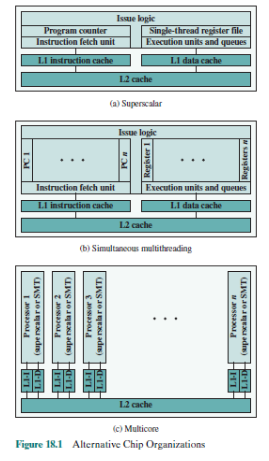 Issue logic
Program counter
Single-thread register file
Instruction fetch unit
Execution units and queues
L1 instruction cache
L1 data cache
L2 cache
(a) Superscalar
Issue logic
PC 1
• • •
PC n
Register 1
• • •
Registers n
Instruction fetch unit
Execution units and queues
L1 instruction cache
L1 data cache
L2 cache
(b) Simultaneous multithreading
Processor 1
(superscalar or SMT)
Processor 2
(superscalar or SMT)
Processor 3
(superscalar or SMT)
• • •
Processor n
(superscalar or SMT)
L1-I
L1-D
L1-I
L1-D
L1-I
L1-D
L1-I
L1-D
L2 cache
(c) Multicore
Figure 18.1 Alternative Chip Organizations